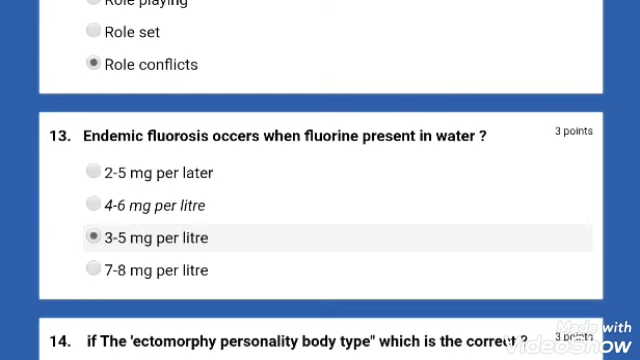 Role playing
Role set
Role conflicts
13. Endemic fluorosis occers when fluorine present in water ?
3 points
2-5 mg per later
4-6 mg per litre
3-5 mg per litre
7-8 mg per litre
14. if The 'ectomorphy personality body type" which is the correct ?
3 points
Made with
VideoShow